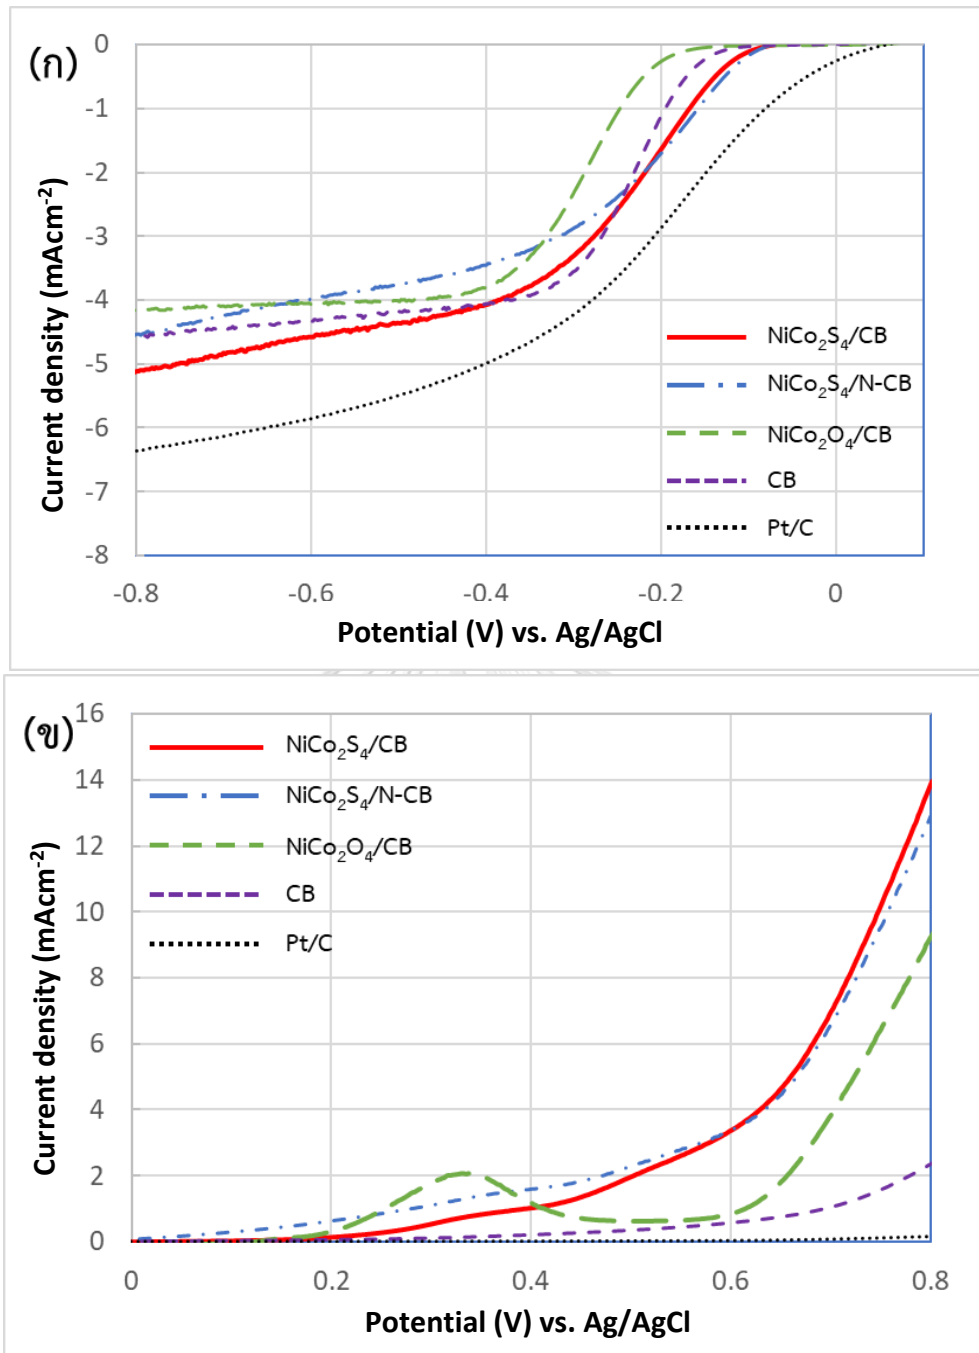 (ก)
0
-1
-2
-3
-4
-5
-6
-7
-8
Current density (mAcm⁻²)
NiCo₂S₄/CB
NiCo₂S₄/N-CB
NiCo₂O₄/CB
CB
Pt/C
-0.8 -0.6 -0.4 -0.2 0
Potential (V) vs. Ag/AgCl
(ข)
16
14
12
10
8
6
4
2
0
Current density (mAcm⁻²)
NiCo₂S₄/CB
NiCo₂S₄/N-CB
NiCo₂O₄/CB
CB
Pt/C
0 0.2 0.4 0.6 0.8
Potential (V) vs. Ag/AgCl